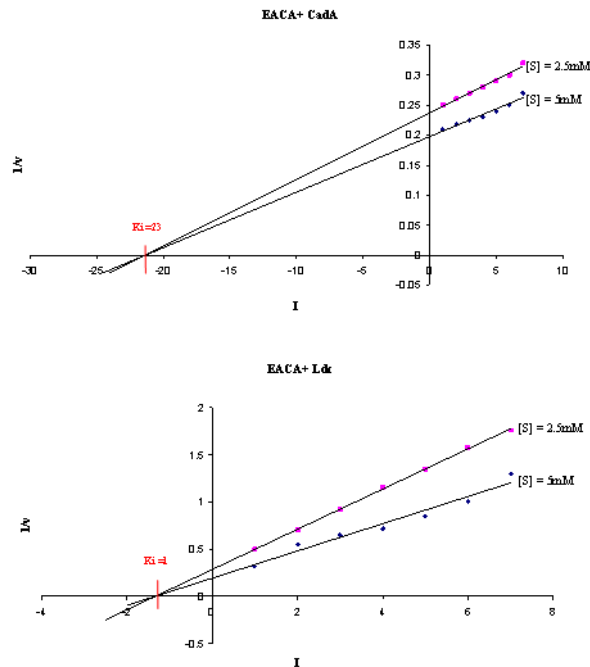 EACA+ CadA
0.35
0.3
0.25
0.2
0.15
0.1
0.05
0
-0.05
[S] = 2.5mM
[S] = 5mM
1/v
Ki=23
-30 -25 -20 -15 -10 -5 0 5 10
I
EACA+ Ldc
2
1.5
1
0.5
0
-0.5
[S] = 2.5mM
[S] = 5mM
1/v
-4 -2 0 2 4 6 8
I